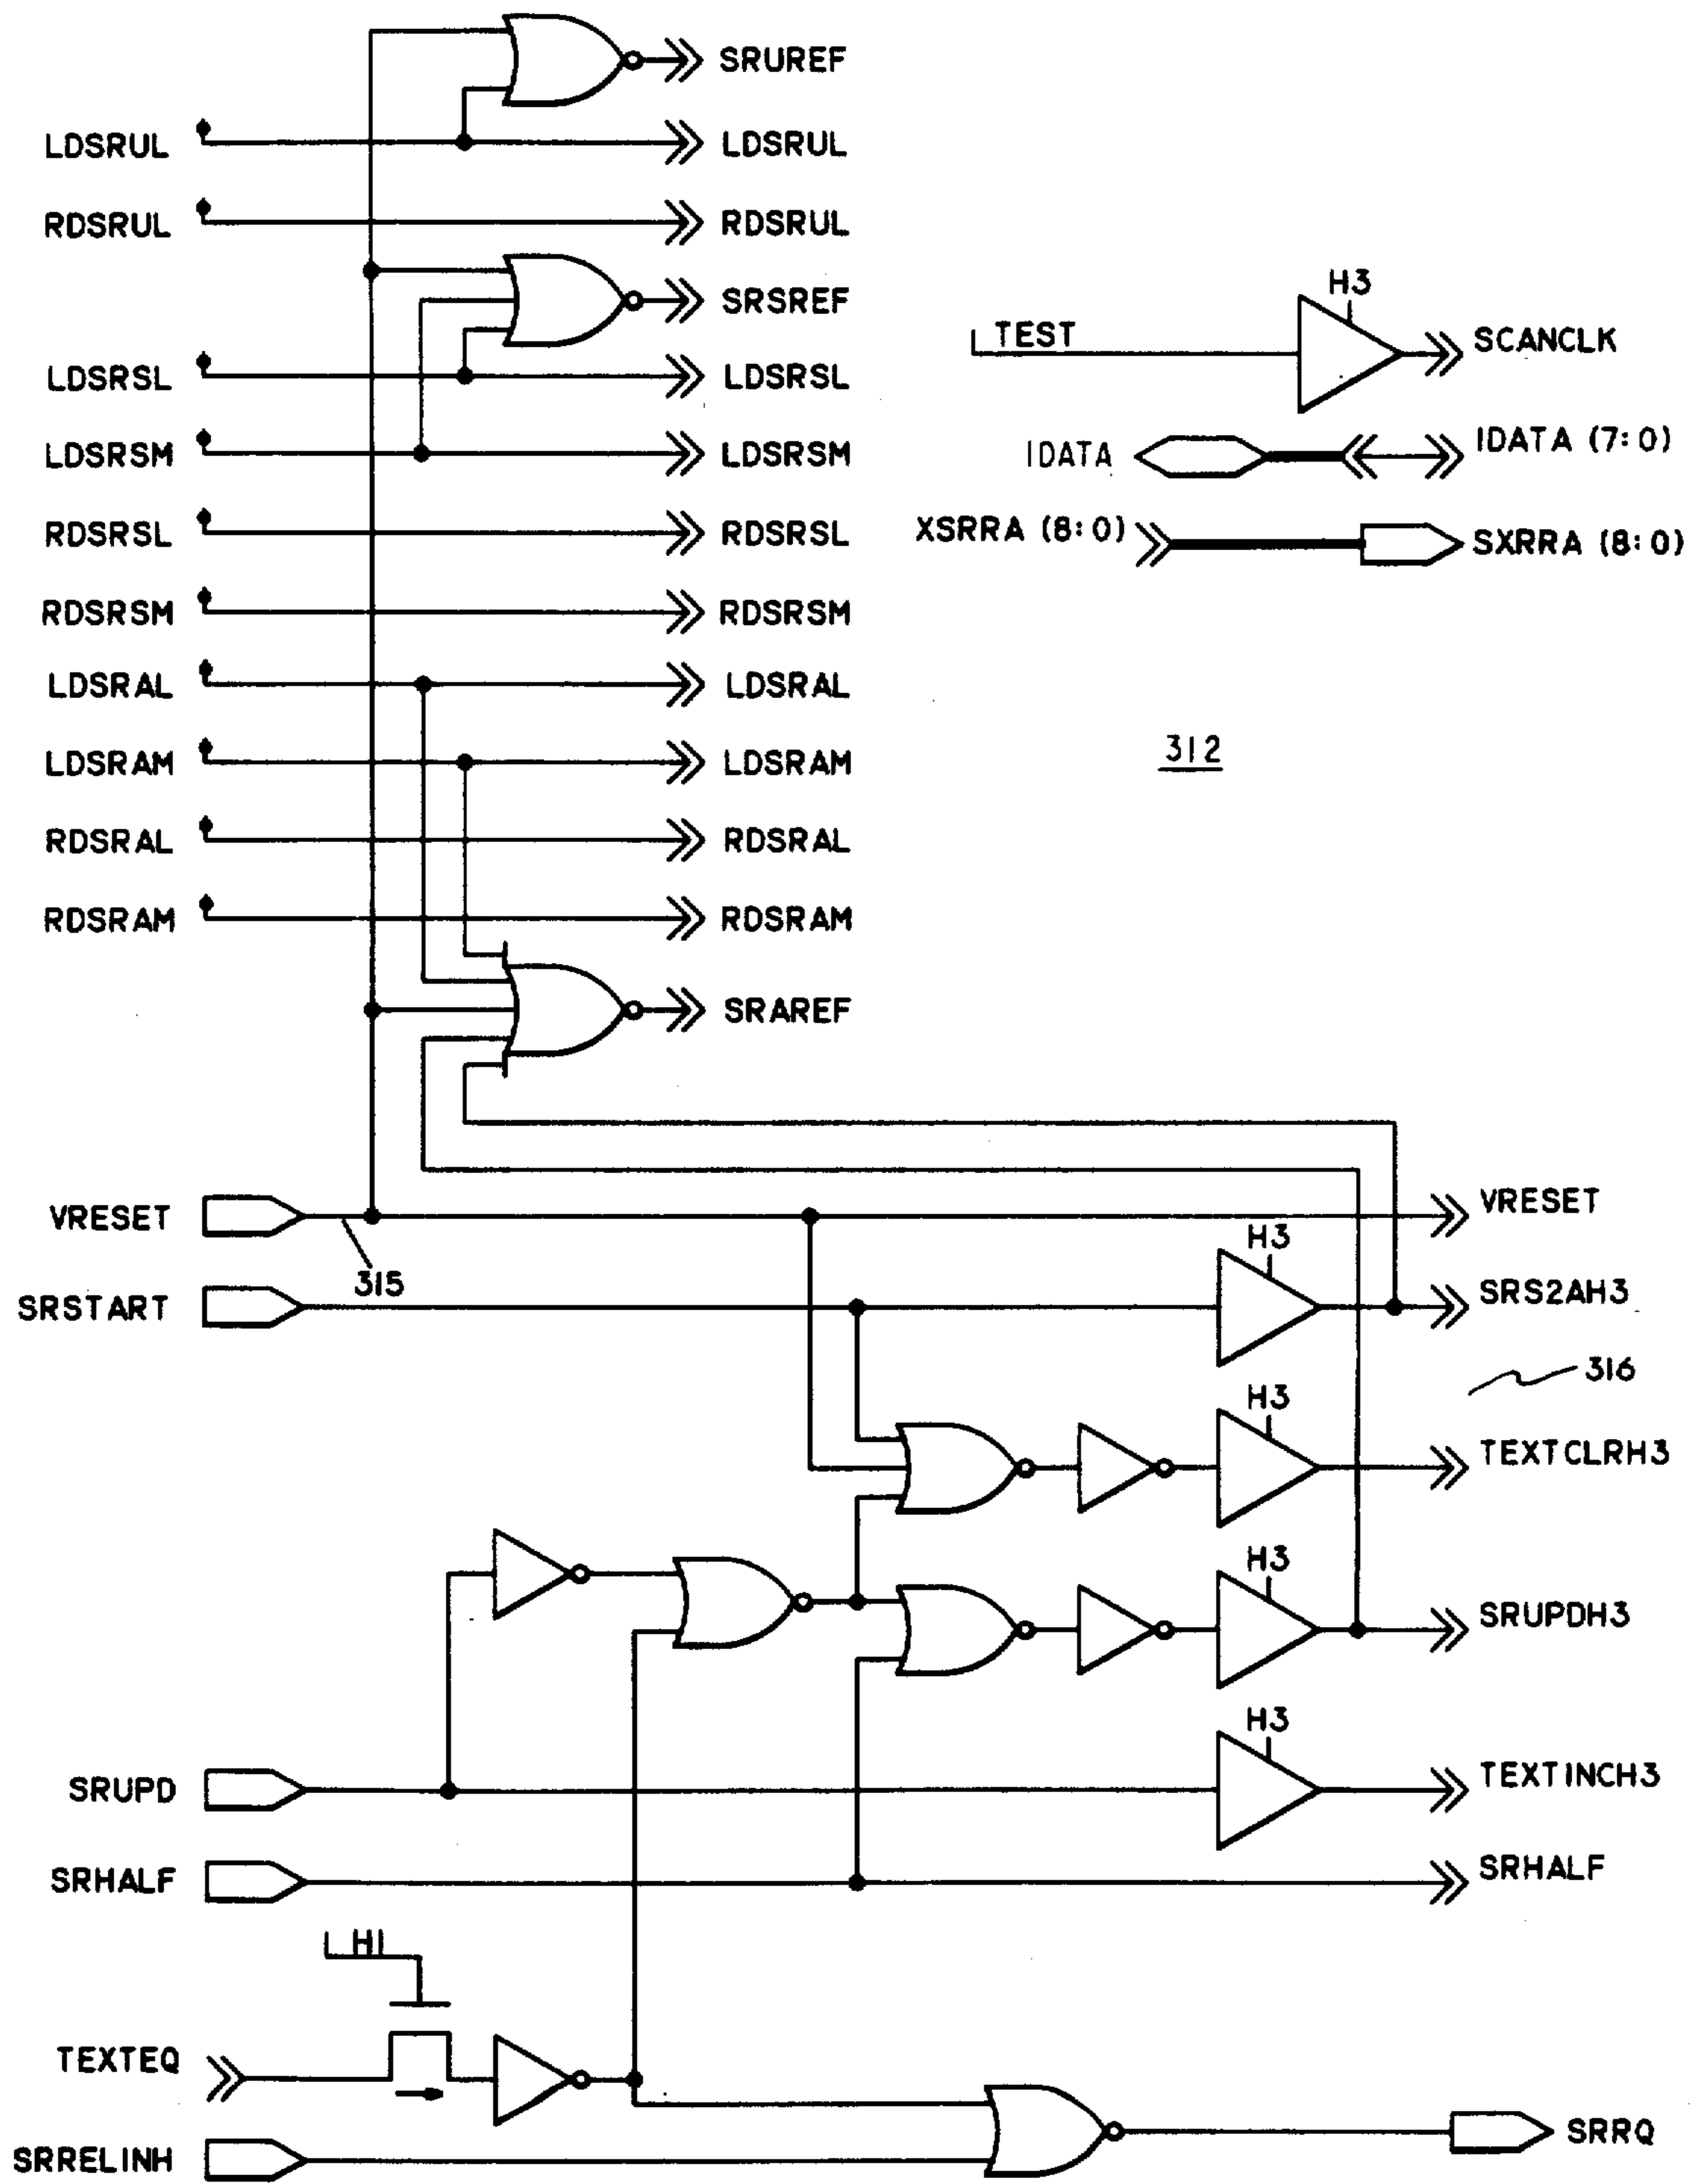 SRUREF
LDSRUL LDSRUL
RDSRUL RDSRUL
SRSREF
LDSRSL LDSRSL
LDSRSM LDSRSM
RDSRSL RDSRSL
RDSRSM RDSRSM
LDSRAL LDSRAL
LDSRAM LDSRAM
RDSRAL RDSRAL
RDSRAM RDSRAM
SRAREF
H3
TEST SCANCLK
IDATA IDATA (7:0)
XSRRA (8:0) SXRRA (8:0)
312
VRESET VRESET
315
H3
SRSTART SRS2AH3
316
H3
TEXTCLRH3
H3
SRUPDH3
H3
SRUPD TEXTINCH3
SRHALF SRHALF
H1
TEXTEQ
SRRELINH SRRQ